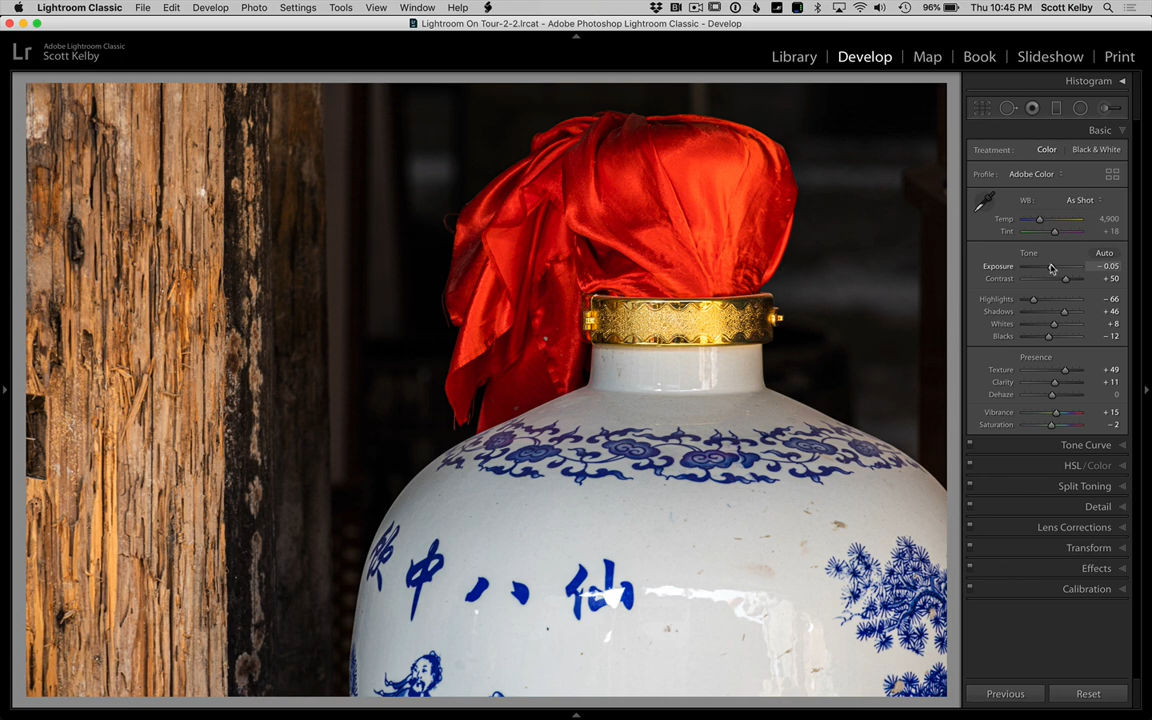 Lightroom Classic File Edit Develop Photo Settings Tools View Window Help 96% Thu 10:45 PM Scott Kelby
Lightroom On Tour-2-2.lrcat - Adobe Photoshop Lightroom Classic - Develop
Lr Adobe Lightroom Classic
Scott Kelby
Library | Develop | Map | Book | Slideshow | Print
Histogram
Basic
Treatment : Color Black & White
Profile : Adobe Color
WB : As Shot
Temp 4,900
Tint + 18
Tone Auto
Exposure − 0.05
Contrast + 50
Highlights − 66
Shadows + 46
Whites + 8
Blacks − 12
Presence
Texture + 49
Clarity + 11
Dehaze 0
Vibrance + 15
Saturation − 2
Tone Curve
HSL / Color
Split Toning
Detail
Lens Corrections
Transform
Effects
Calibration
Previous Reset
仙八中